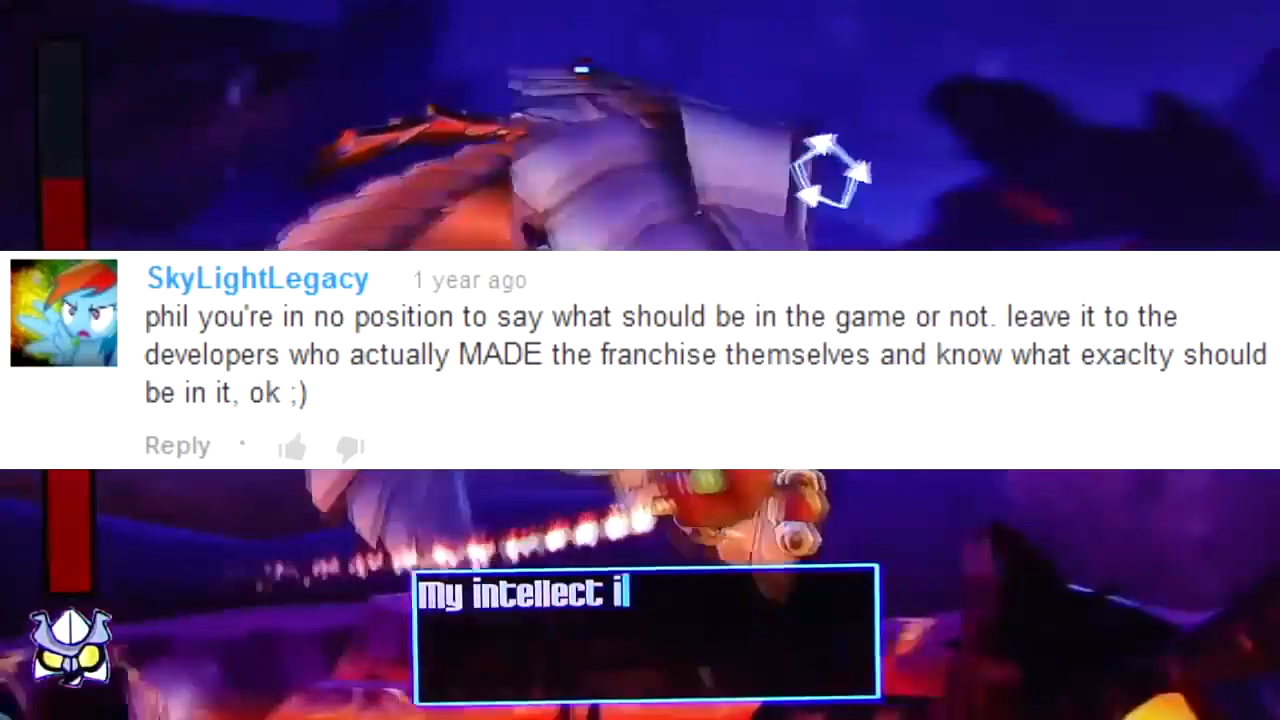 SkyLightLegacy 1 year ago
phil you're in no position to say what should be in the game or not. leave it to the
developers who actually MADE the franchise themselves and know what exaclty should
be in it, ok ;)
Reply ·
My intellect i